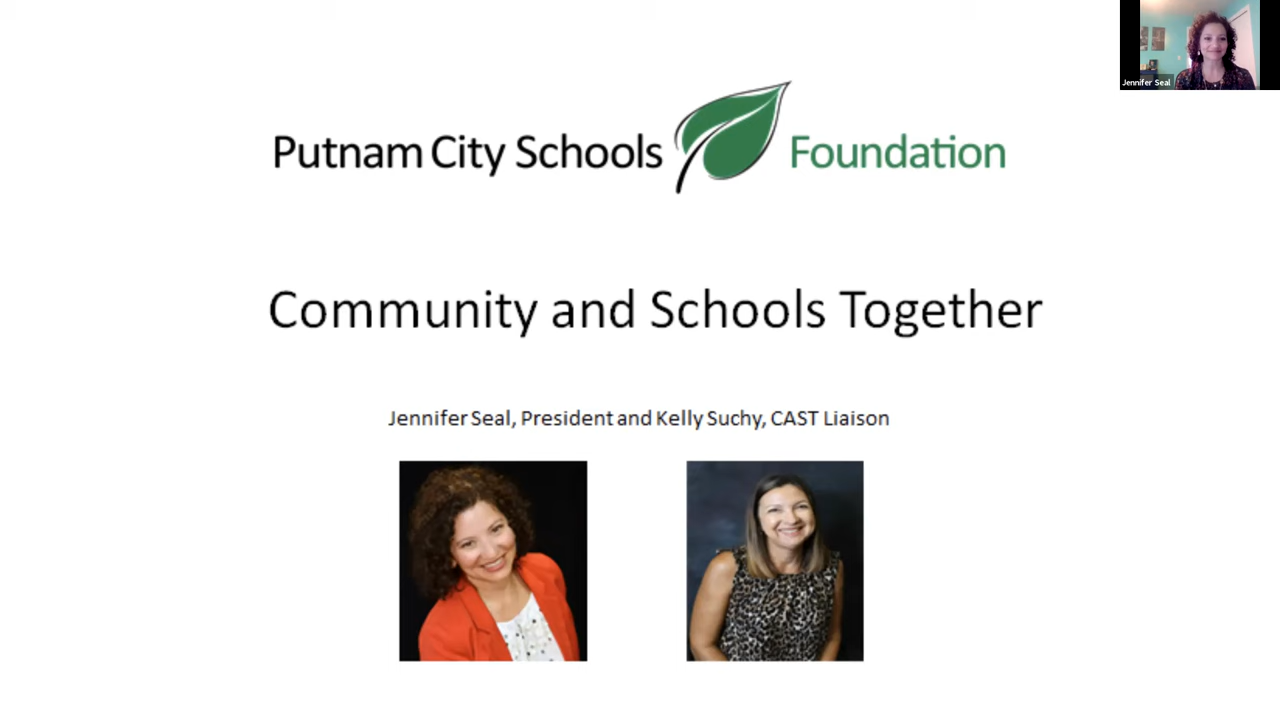 Jennifer Seal
Putnam City Schools Foundation
Community and Schools Together
Jennifer Seal, President and Kelly Suchy, CAST Liaison